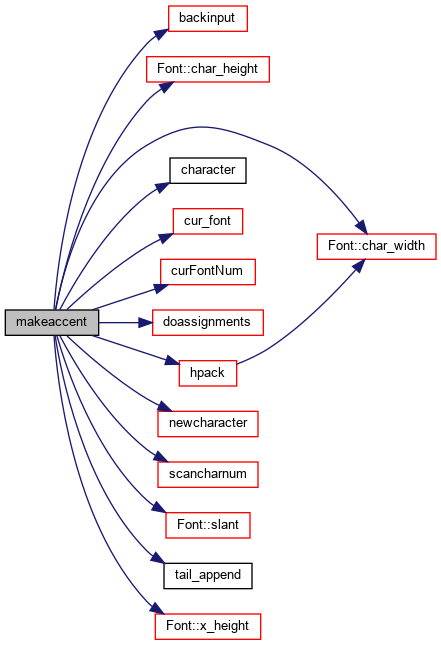 backinput
Font::char_height
character
cur_font
Font::char_width
curFontNum
makeaccent
doassignments
hpack
newcharacter
scancharnum
Font::slant
tail_append
Font::x_height